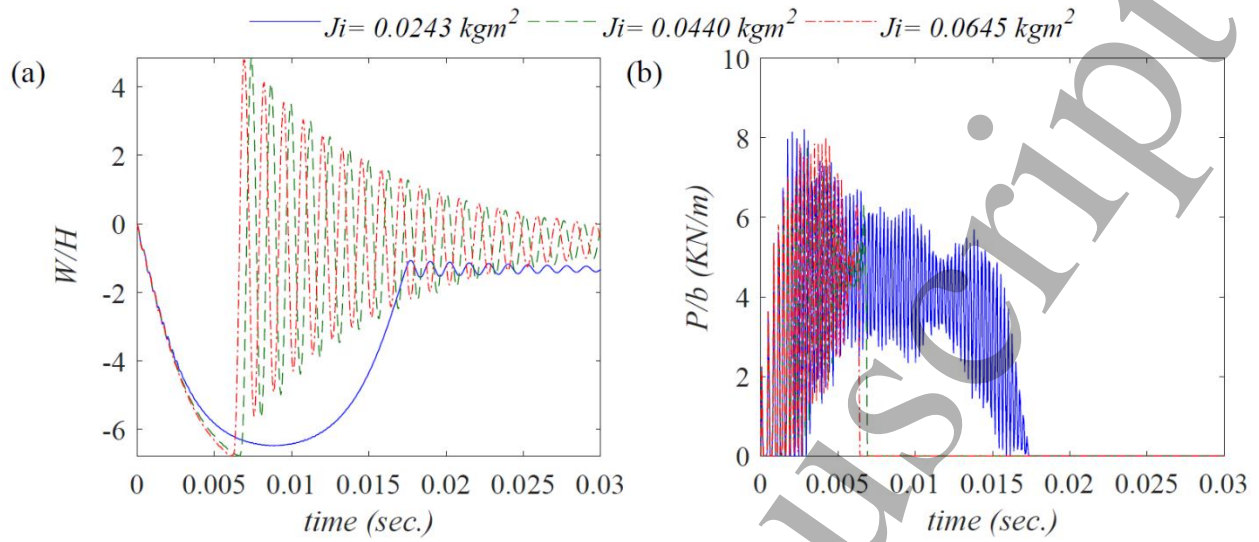 Ji= 0.0243 kgm² Ji= 0.0440 kgm² Ji= 0.0645 kgm²
(a) (b)
4
2
0
-2
-4
-6
W/H
0 0.005 0.01 0.015 0.02 0.025 0.03
time (sec.)
10
8
6
4
2
0
P/b (KN/m)
0 0.005 0.01 0.015 0.02 0.025 0.03
time (sec.)
uscript